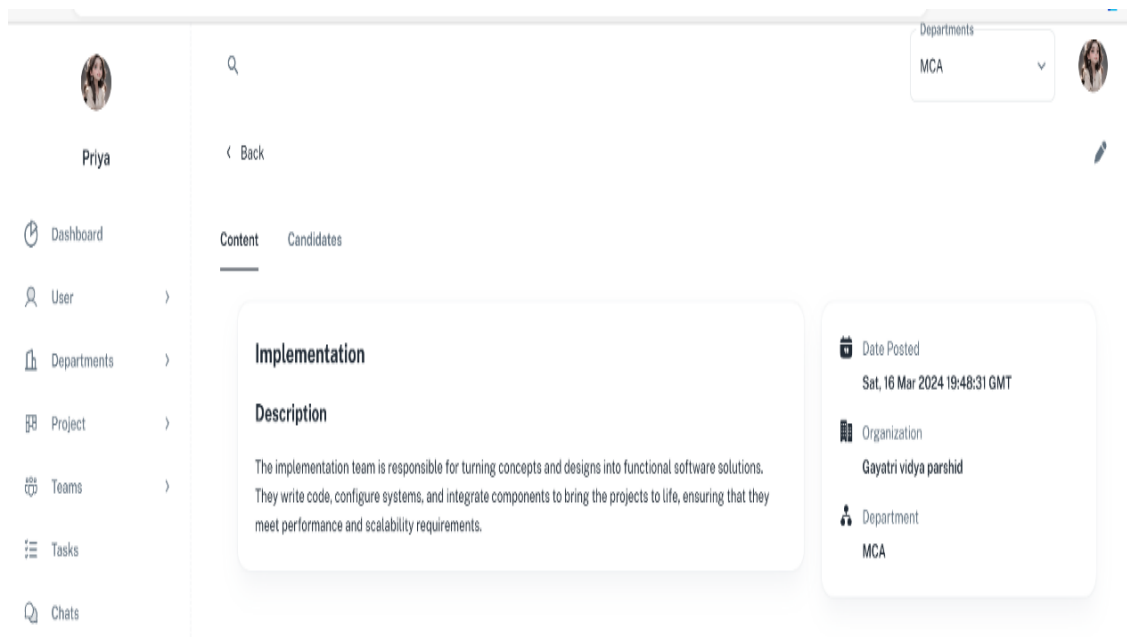 Departments
MCA
Priya
Back
Dashboard
Content
Candidates
User
Departments
Project
Teams
Tasks
Chats
Implementation
Description
The implementation team is responsible for turning concepts and designs into functional software solutions.
They write code, configure systems, and integrate components to bring the projects to life, ensuring that they
meet performance and scalability requirements.
Date Posted
Sat, 16 Mar 2024 19:48:31 GMT
Organization
Gayatri vidya parshid
Department
MCA